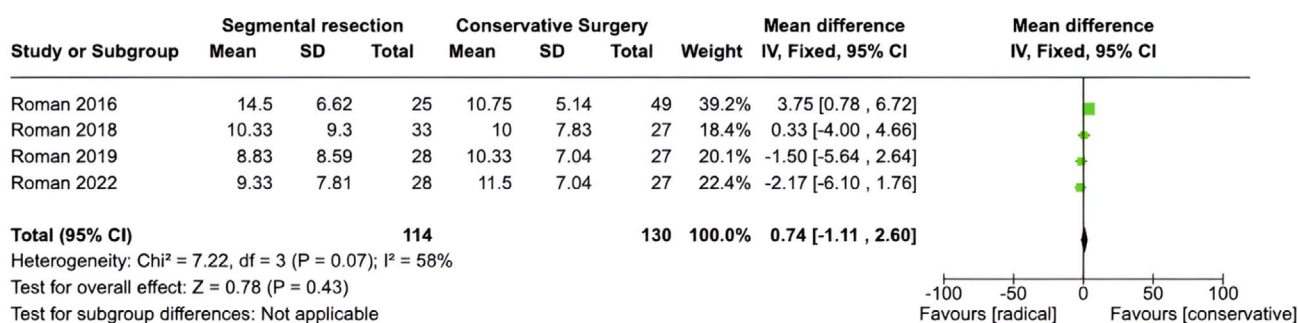 Segmental resection Conservative Surgery Mean difference Mean difference
Study or Subgroup Mean SD Total Mean SD Total Weight IV, Fixed, 95% CI IV, Fixed, 95% CI
Roman 2016 14.5 6.62 25 10.75 5.14 49 39.2% 3.75 [0.78 , 6.72]
Roman 2018 10.33 9.3 33 10 7.83 27 18.4% 0.33 [-4.00 , 4.66]
Roman 2019 8.83 8.59 28 10.33 7.04 27 20.1% -1.50 [-5.64 , 2.64]
Roman 2022 9.33 7.81 28 11.5 7.04 27 22.4% -2.17 [-6.10 , 1.76]
Total (95% CI) 114 130 100.0% 0.74 [-1.11 , 2.60]
Heterogeneity: Chi² = 7.22, df = 3 (P = 0.07); I² = 58%
Test for overall effect: Z = 0.78 (P = 0.43)
-100 -50 0 50 100
Test for subgroup differences: Not applicable
Favours [radical] Favours [conservative]